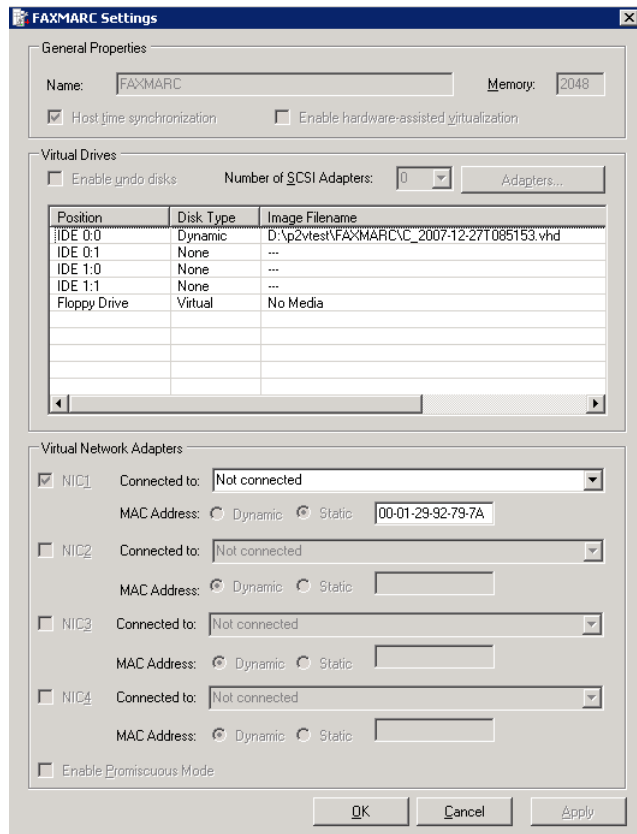 FAXMARC Settings
General Properties
Name: FAXMARC Memory: 2048
Host time synchronization Enable hardware-assisted virtualization
Virtual Drives
Enable undo disks Number of SCSI Adapters: 0 Adapters...
Position Disk Type Image Filename
IDE 0:0 Dynamic D:\p2vtest\FAXMARC\C_2007-12-27T085153.vhd
IDE 0:1 None ---
IDE 1:0 None ---
IDE 1:1 None ---
Floppy Drive Virtual No Media
Virtual Network Adapters
NIC1 Connected to: Not connected
MAC Address: Dynamic Static 00-01-29-92-79-7A
NIC2 Connected to: Not connected
MAC Address: Dynamic Static
NIC3 Connected to: Not connected
MAC Address: Dynamic Static
NIC4 Connected to: Not connected
MAC Address: Dynamic Static
Enable Promiscuous Mode
OK Cancel Apply